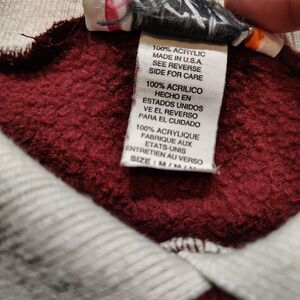 100% ACRYLIC
MADE IN U.S.A.
SEE REVERSE
SIDE FOR CARE
100% ACRILICO
HECHO EN
ESTADOS UNIDOS
VE EL REVERSO
PARA EL CUIDADO
100% ACRYLIQUE
FABRIQUE AUX
ETATS-UNIS
ENTRETIEN AU VERSO
SIZE: M / M / M